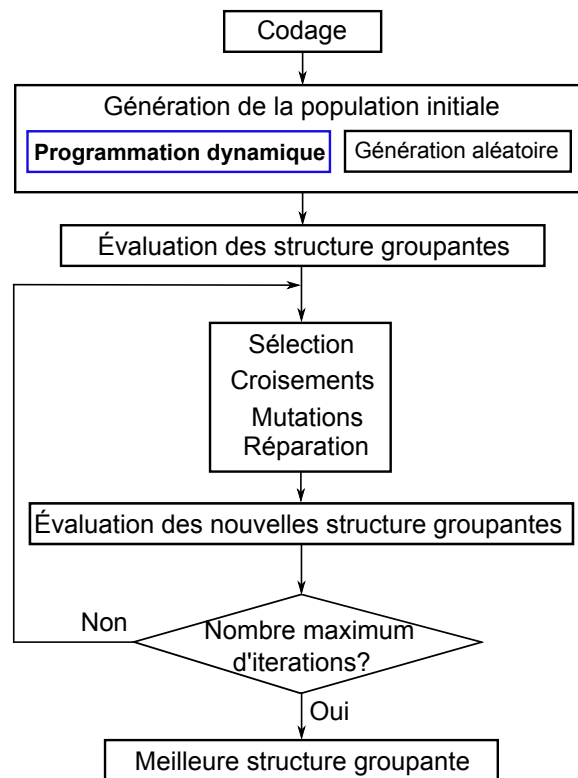 Codage
Génération de la population initiale
Programmation dynamique
Génération aléatoire
Évaluation des structure groupantes
Sélection
Croisements
Mutations
Réparation
Évaluation des nouvelles structure groupantes
Non
Nombre maximum
d'iterations?
Oui
Meilleure structure groupante